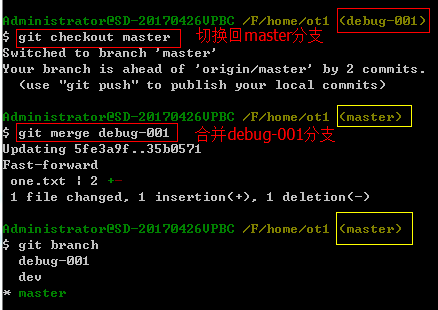 Administrator@SD-20170426VPBC /F/home/ot1 (debug-001)
$ git checkout master 切换回master分支
Switched to branch 'master'
Your branch is ahead of 'origin/master' by 2 commits.
(use "git push" to publish your local commits)
Administrator@SD-20170426VPBC /F/home/ot1 (master)
$ git merge debug-001 合并debug-001分支
Updating 5fe3a9f..35b0571
Fast-forward
one.txt | 2 +-
1 file changed, 1 insertion(+), 1 deletion(-)
Administrator@SD-20170426VPBC /F/home/ot1 (master)
$ git branch
debug-001
dev
* master